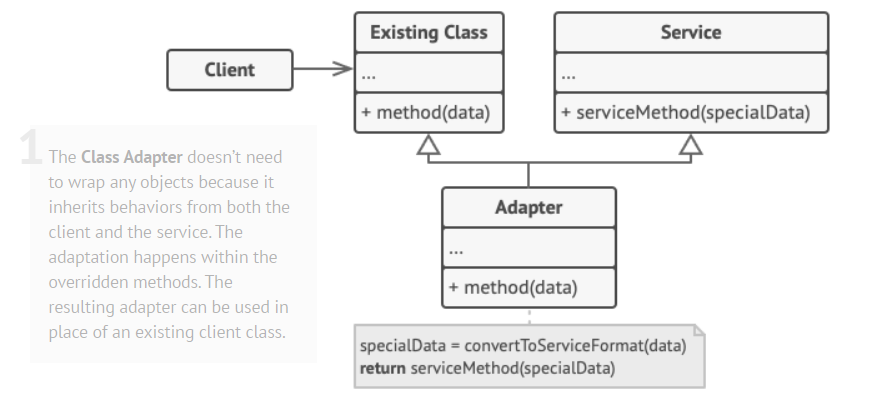 Existing Class
Service
Client
...
...
+ method(data)
+ serviceMethod(specialData)
1
The Class Adapter doesn’t need
to wrap any objects because it
inherits behaviors from both the
client and the service. The
adaptation happens within the
overridden methods. The
resulting adapter can be used in
place of an existing client class.
Adapter
...
+ method(data)
specialData = convertToServiceFormat(data)
return serviceMethod(specialData)